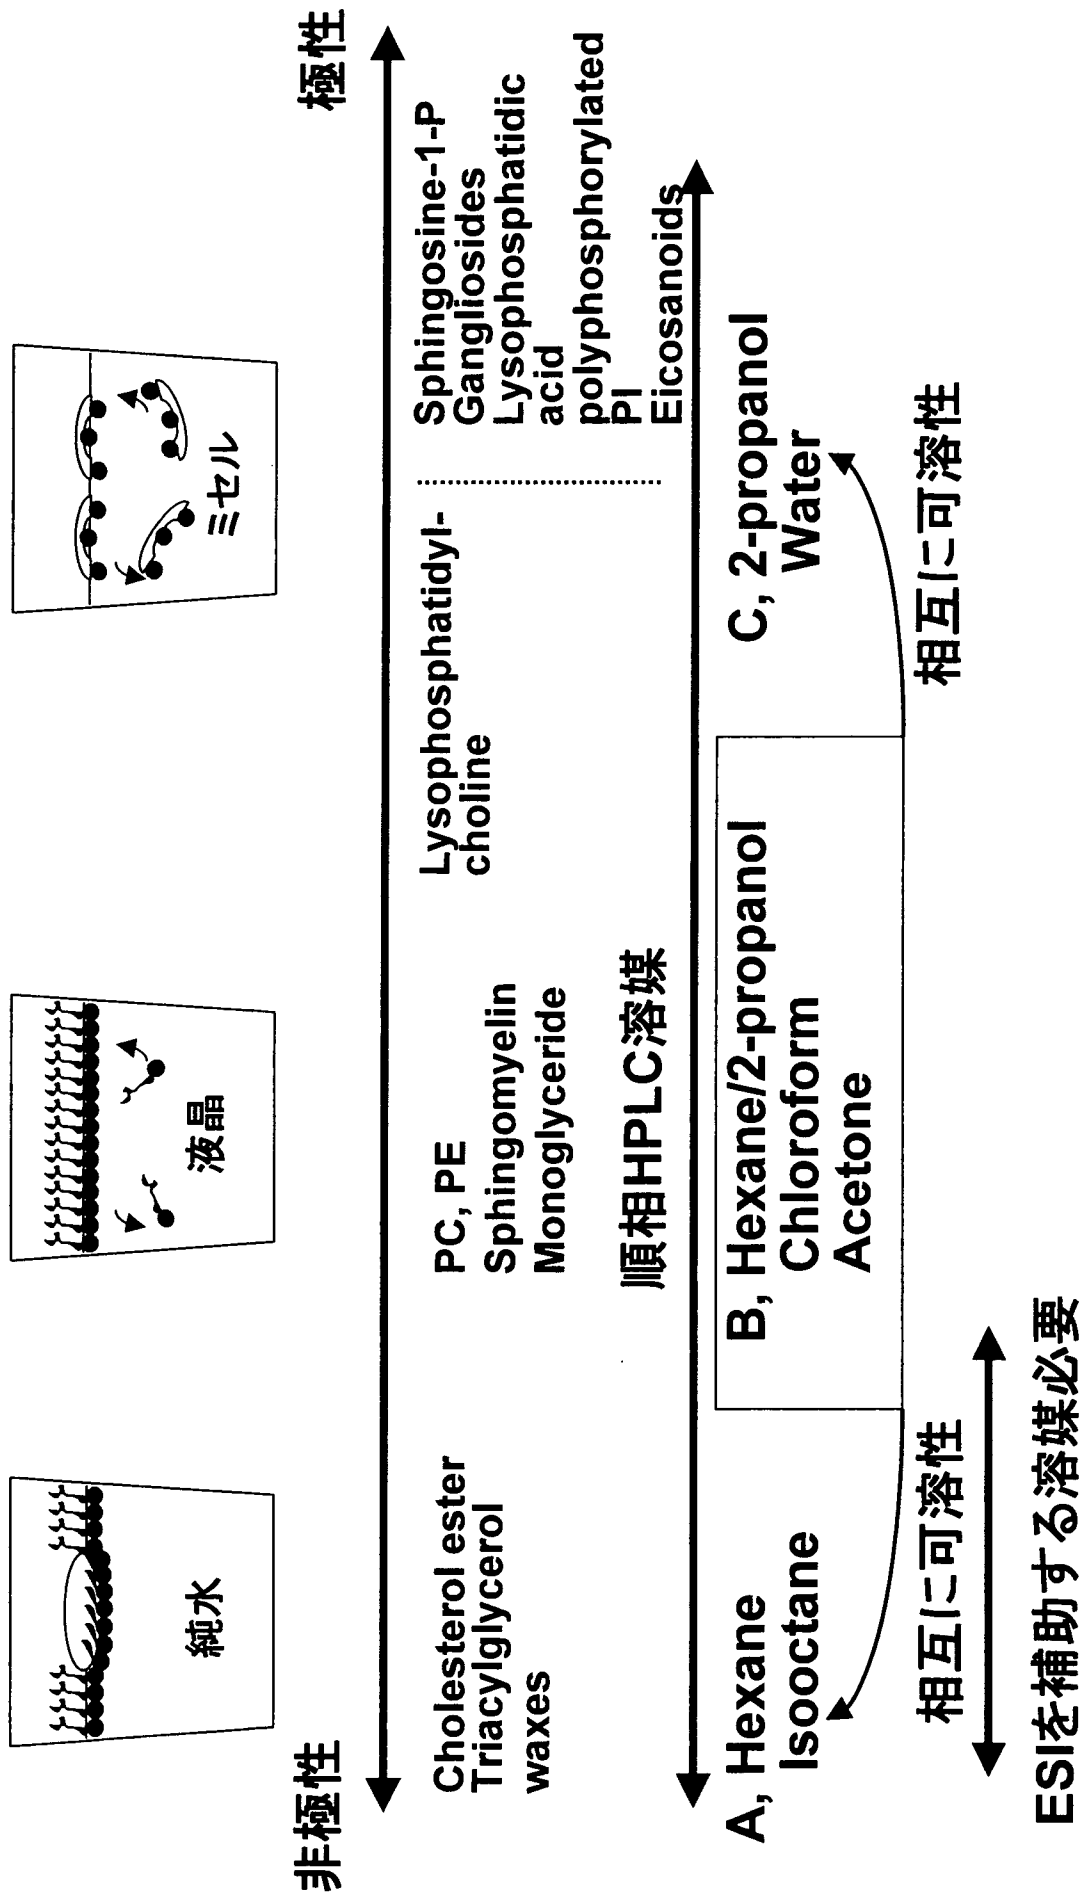 純水
液晶
ミセル
非極性
極性
Cholesterol ester
Triacylglycerol
waxes
PC, PE
Sphingomyelin
Monoglyceride
Lysophosphatidyl-
choline
Sphingosine-1-P
Gangliosides
Lysophosphatidic
acid
polyphosphorylated
PI
Eicosanoids
順相HPLC溶媒
A, Hexane
Isooctane
B, Hexane/2-propanol
Chloroform
Acetone
C, 2-propanol
Water
相互に可溶性
相互に可溶性
ESIを補助する溶媒必要